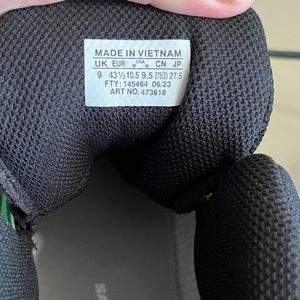 MADE IN VIETNAM
UK EUR M USA W CN JP
9 43⅓ 10.5 9.5 275(2) 27.5
FTY: 145464 06/23
ART NO. 473618